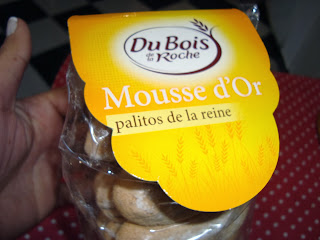 Du Bois
de la Roche
Mousse d'Or
palitos de la reine